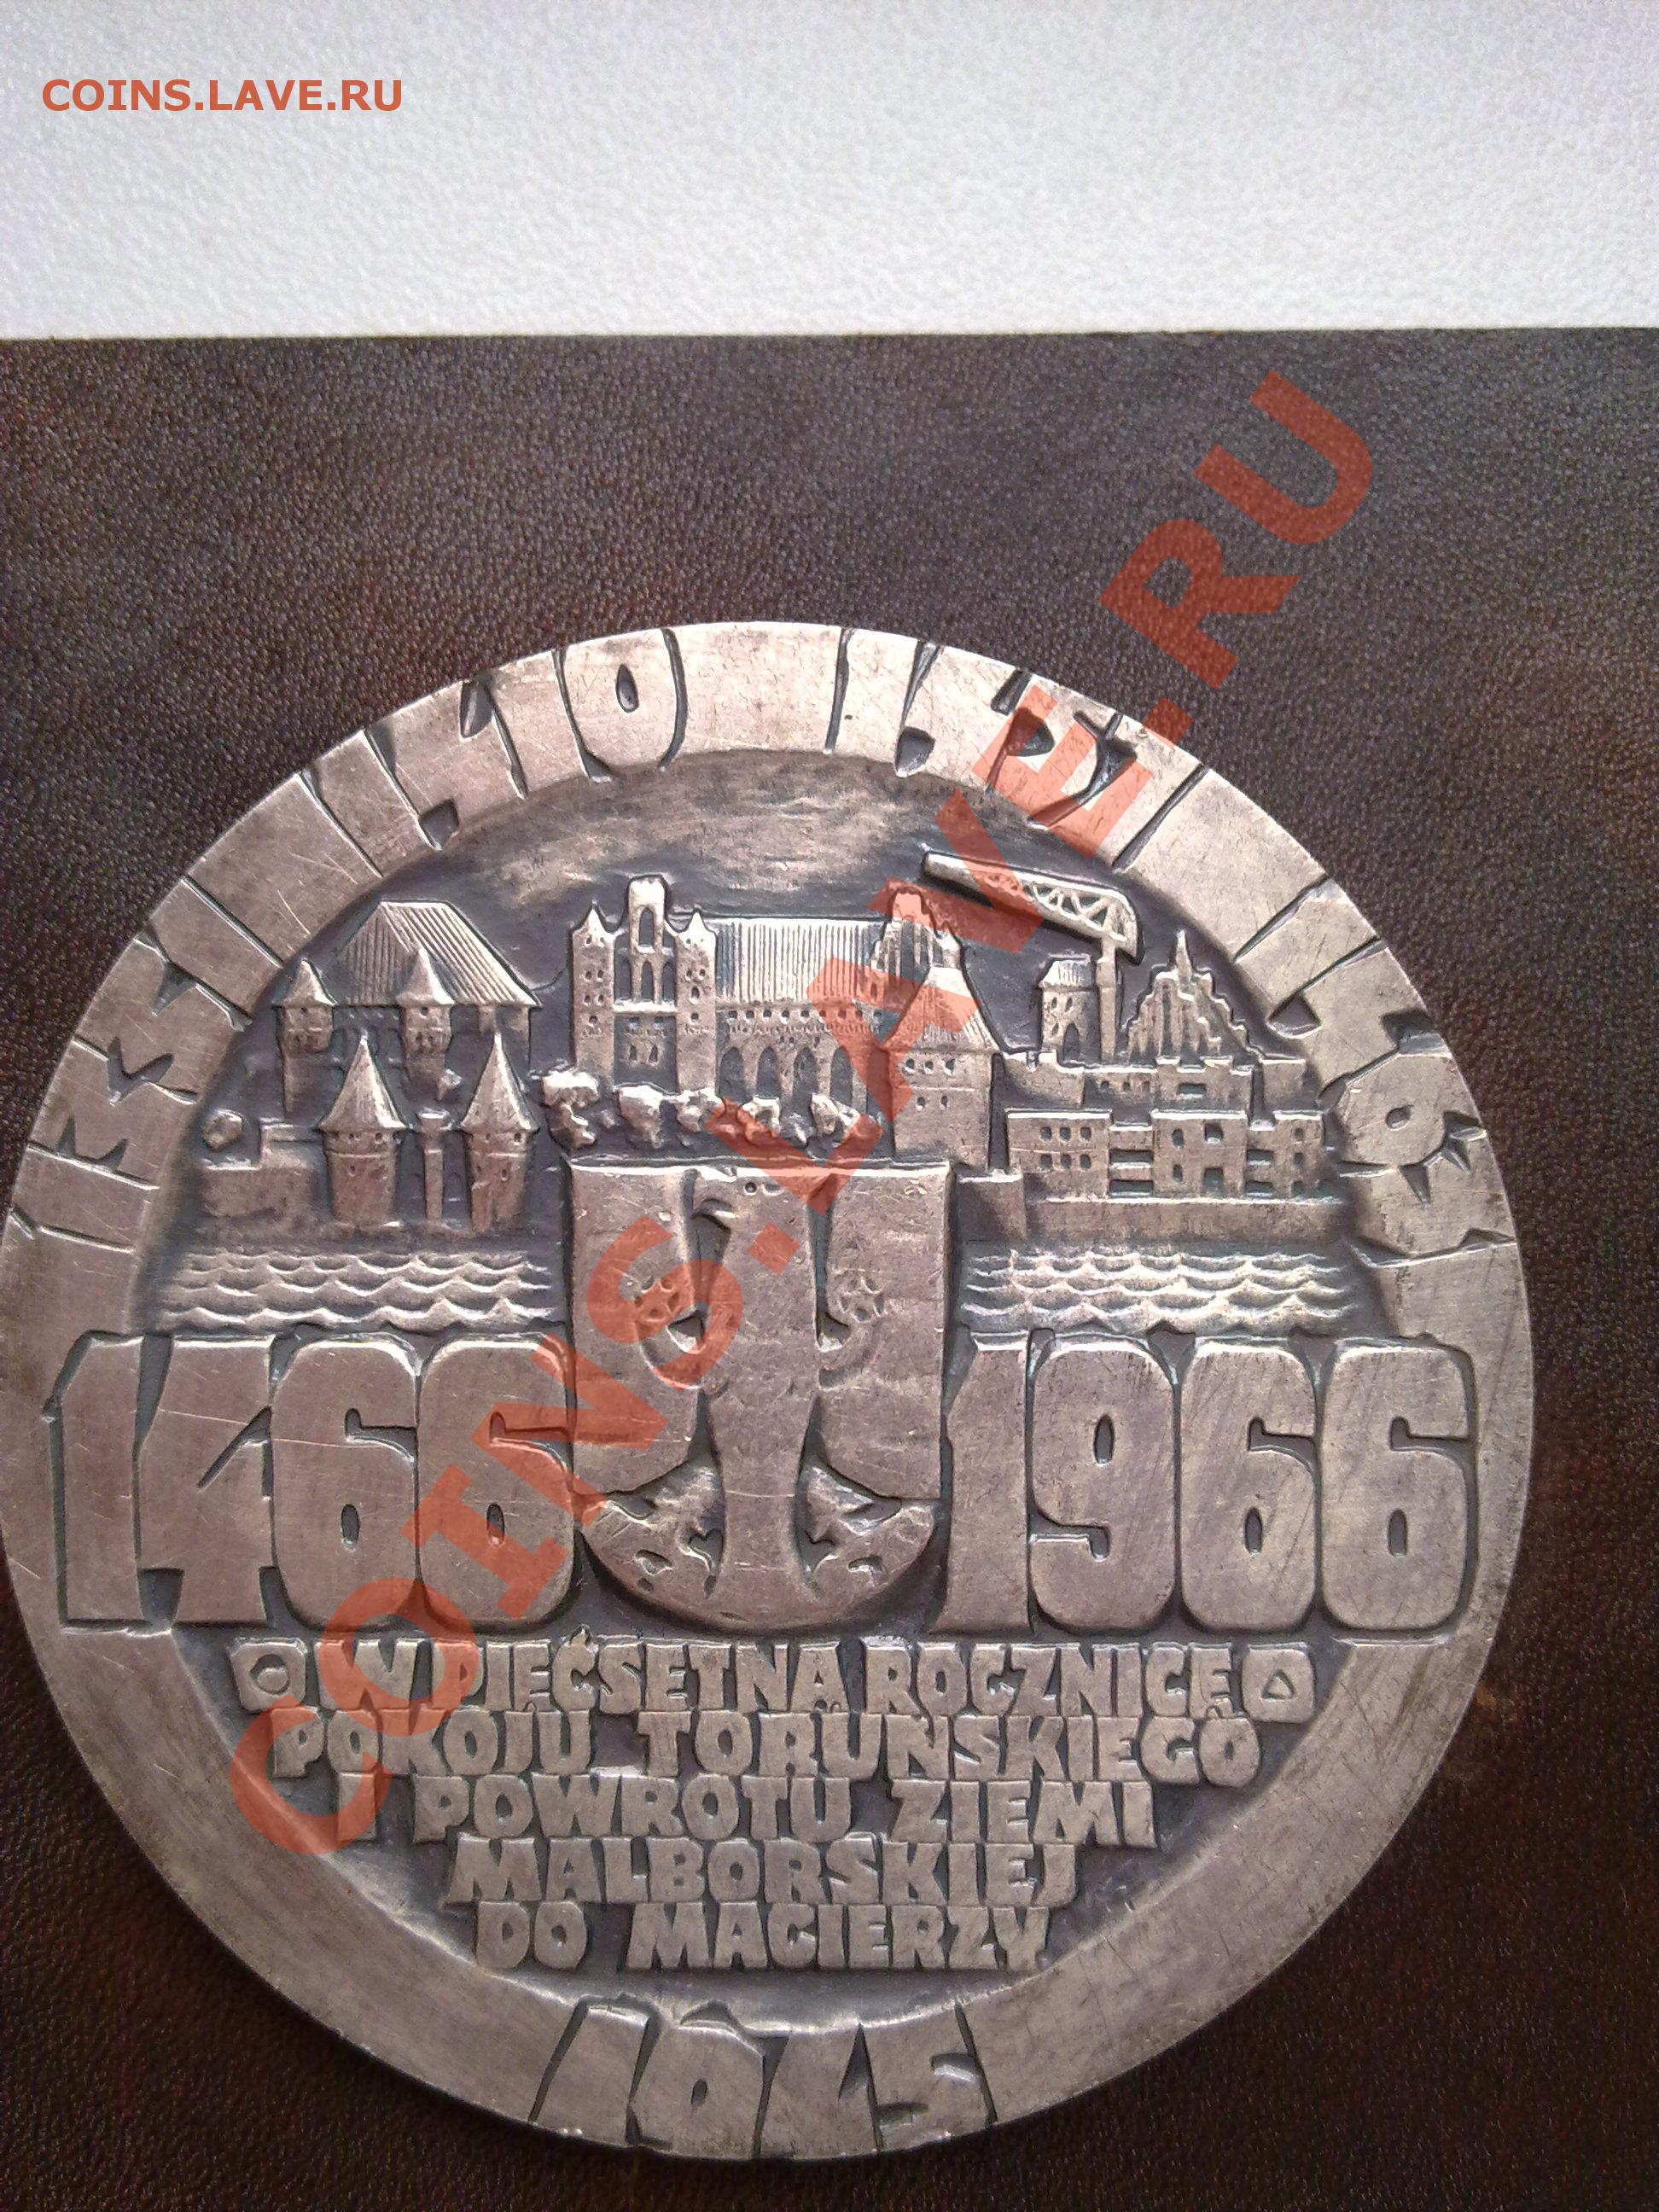 COINS.LAVE.RU
1410
1466 1966
W PIĘĆSETNĄ ROCZNICĘ
POKOJU TORUŃSKIEGO
I POWROTU ZIEMI
MALBORSKIEJ
DO MACIERZY
1945
COINS.LAVE.RU